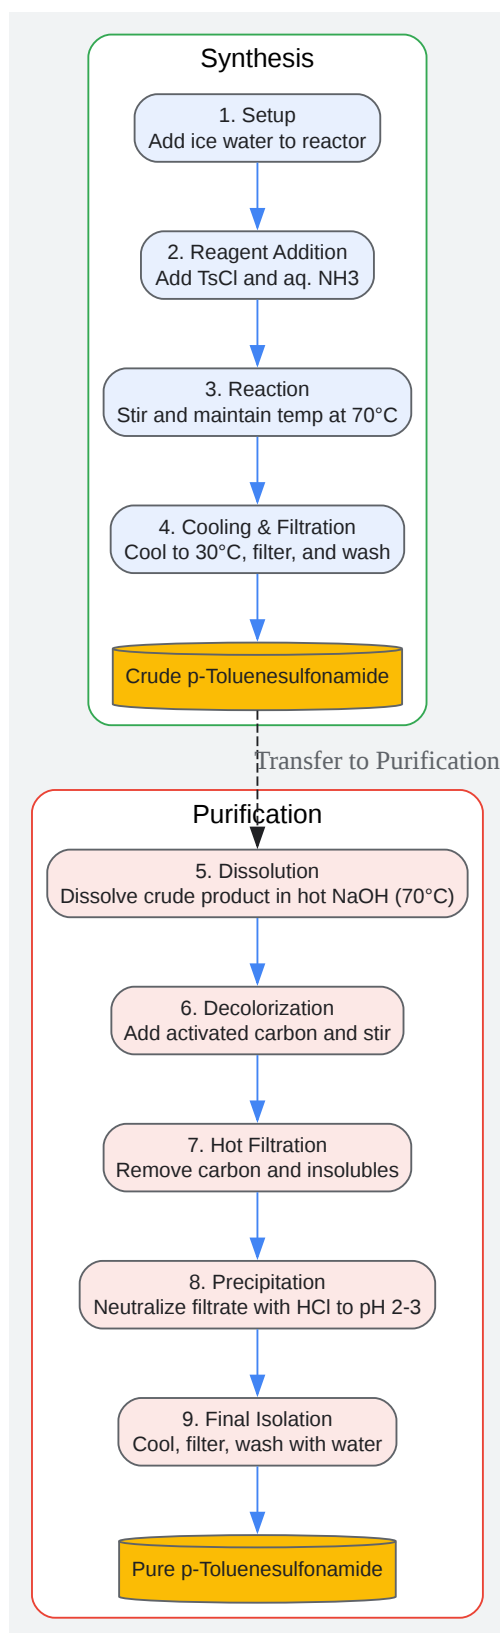 Synthesis
1. Setup
Add ice water to reactor
2. Reagent Addition
Add TsCl and aq. NH3
3. Reaction
Stir and maintain temp at 70°C
4. Cooling & Filtration
Cool to 30°C, filter, and wash
Crude p-Toluenesulfonamide
Transfer to Purification
Purification
5. Dissolution
Dissolve crude product in hot NaOH (70°C)
6. Decolorization
Add activated carbon and stir
7. Hot Filtration
Remove carbon and insolubles
8. Precipitation
Neutralize filtrate with HCl to pH 2-3
9. Final Isolation
Cool, filter, wash with water
Pure p-Toluenesulfonamide